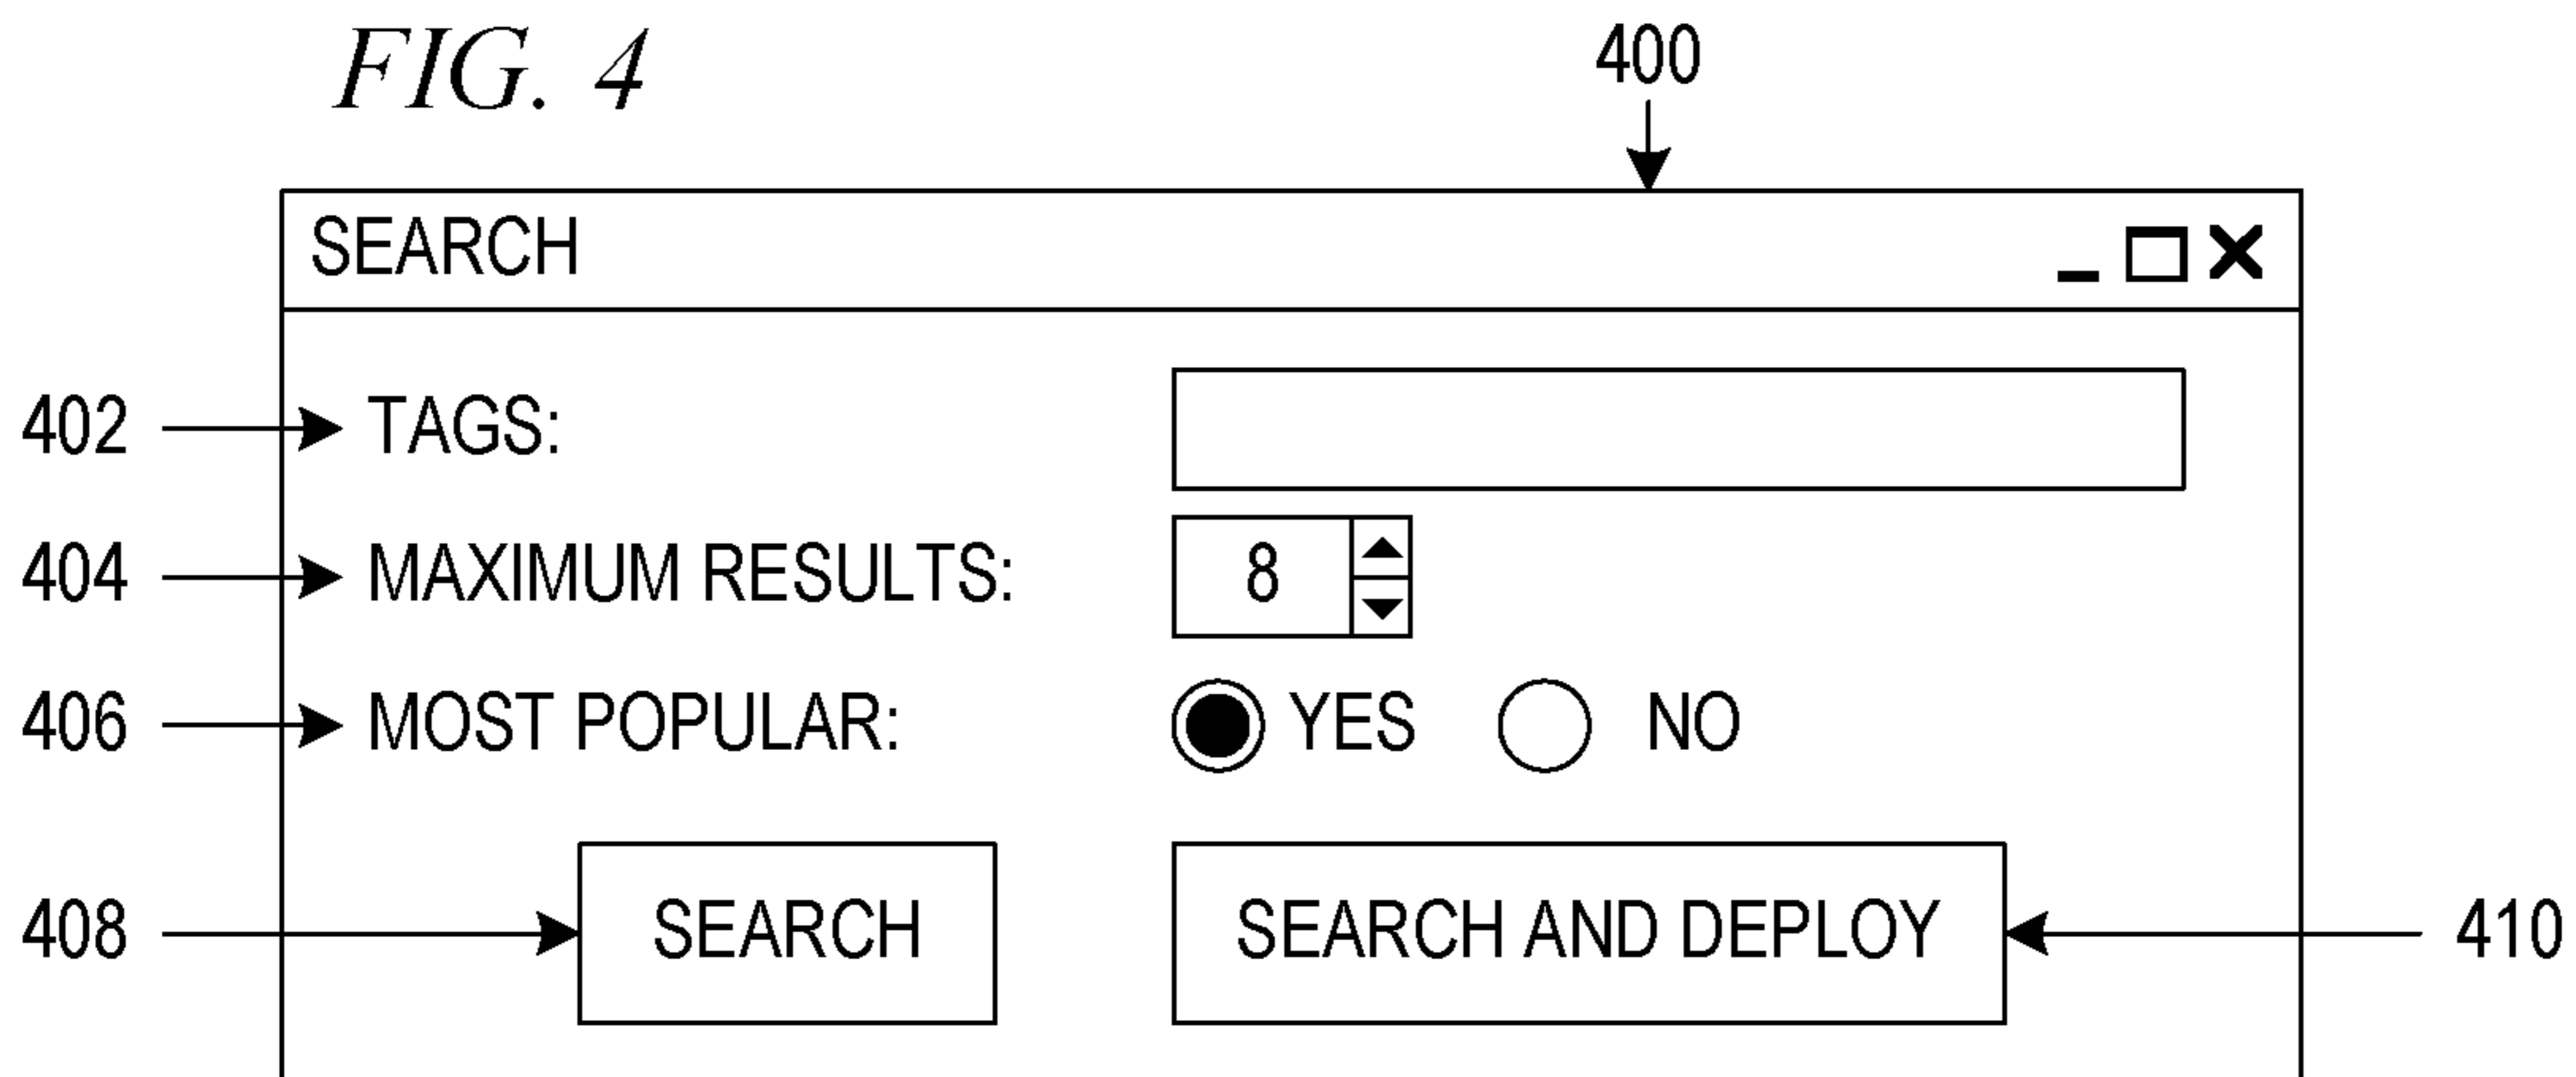 FIG. 4
400
SEARCH
402 TAGS:
404 MAXIMUM RESULTS: 8
406 MOST POPULAR: YES NO
408 SEARCH SEARCH AND DEPLOY 410